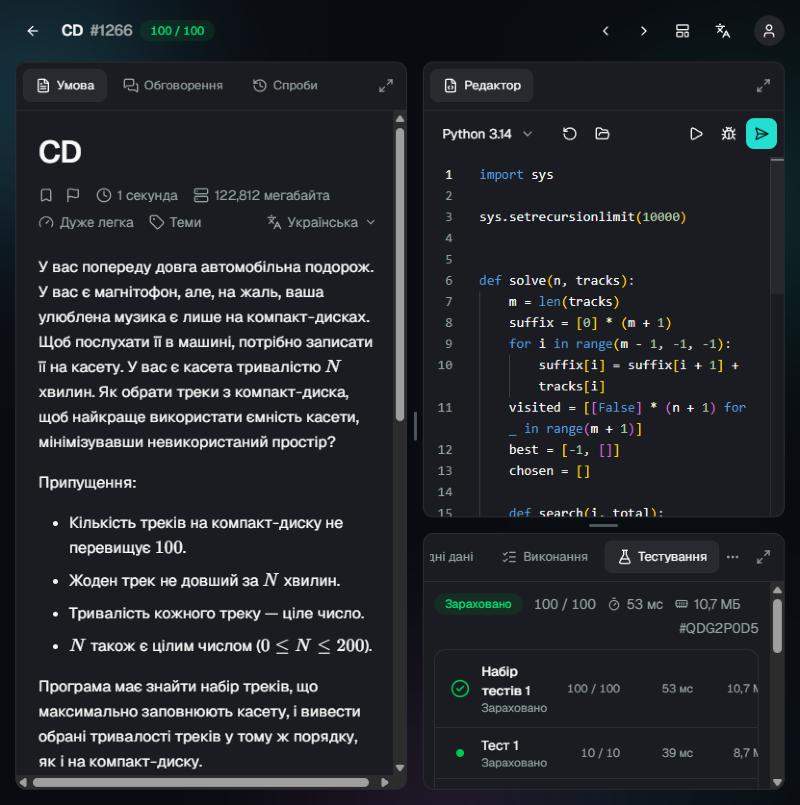 CD #1266 100 / 100
Умова Обговорення Спроби
CD
1 секунда 122,812 мегабайта
Дуже легка Теми Українська
У вас попереду довга автомобільна подорож.
У вас є магнітофон, але, на жаль, ваша
улюблена музика є лише на компакт-дисках.
Щоб послухати її в машині, потрібно записати
її на касету. У вас є касета тривалістю N
хвилин. Як обрати треки з компакт-диска,
щоб найкраще використати ємність касети,
мінімізувавши невикористаний простір?
Припущення:
• Кількість треків на компакт-диску не
перевищує 100.
• Жоден трек не довший за N хвилин.
• Тривалість кожного треку — ціле число.
• N також є цілим числом (0 ≤ N ≤ 200).
Програма має знайти набір треків, що
максимально заповнюють касету, і вивести
обрані тривалості треків у тому ж порядку,
як і на компакт-диску.
Редактор
Python 3.14
1 import sys
2
3 sys.setrecursionlimit(10000)
4
5
6 def solve(n, tracks):
7 m = len(tracks)
8 suffix = [0] * (m + 1)
9 for i in range(m - 1, -1, -1):
10 suffix[i] = suffix[i + 1] +
tracks[i]
11 visited = [[False] * (n + 1) for
_ in range(m + 1)]
12 best = [-1, []]
13 chosen = []
14
15 def search(i, total):
дні дані Виконання Тестування
Зараховано 100 / 100 53 мс 10,7 МБ
#QDG2P0D5
Набір
тестів 1 100 / 100 53 мс 10,7 М
Зараховано
Тест 1 10 / 10 39 мс 8,7 М
Зараховано